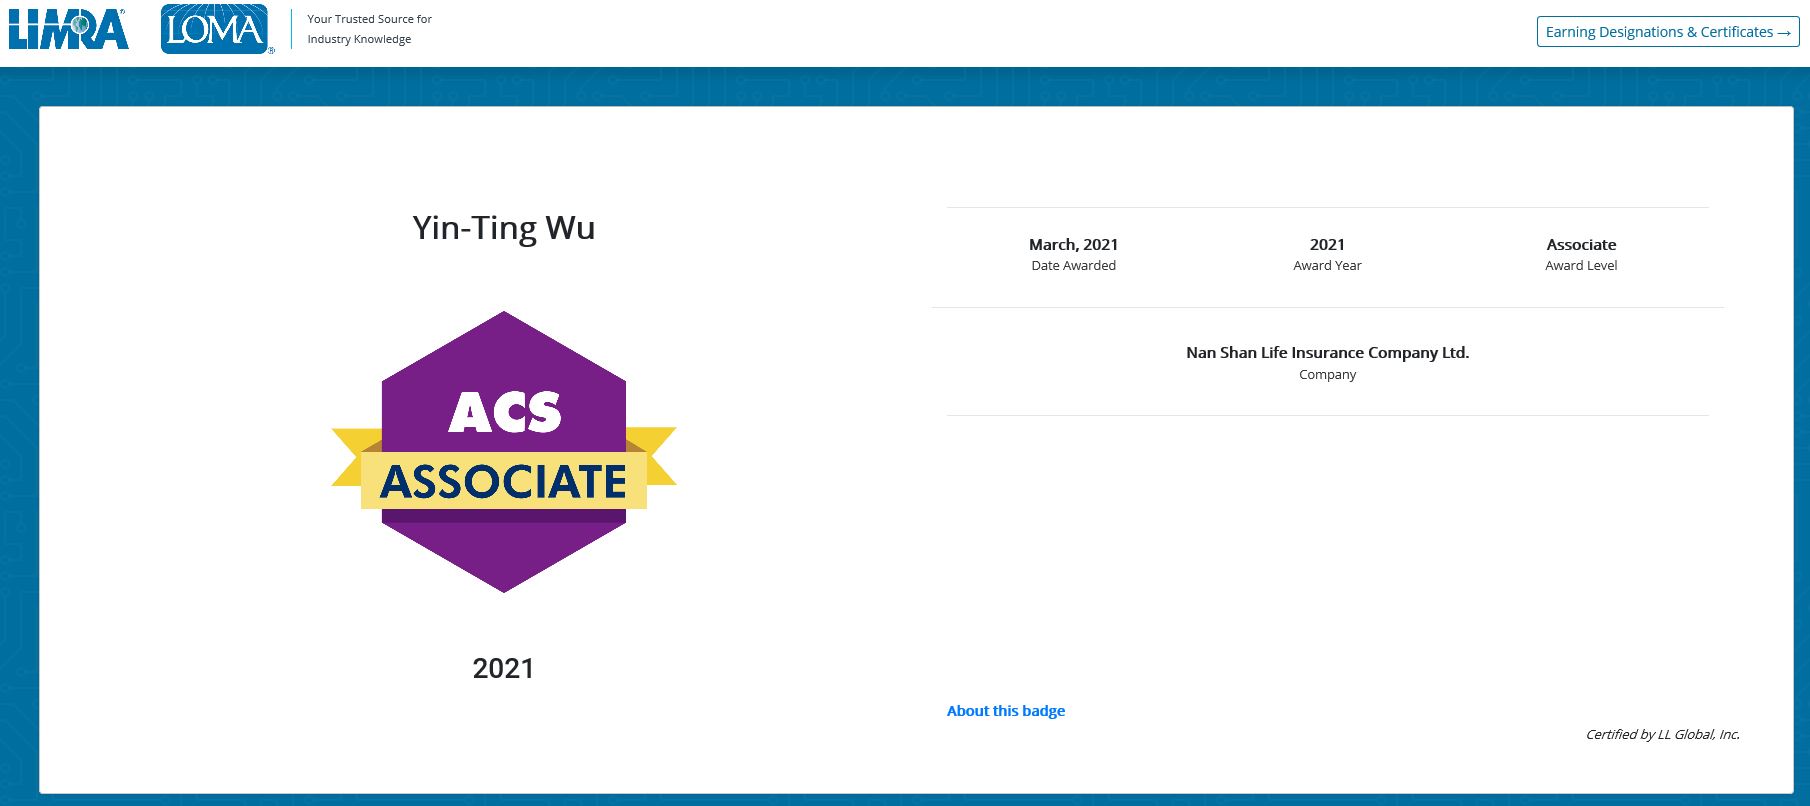 LIMRA®
LOMA®
Your Trusted Source for
Industry Knowledge
Earning Designations & Certificates →
Yin-Ting Wu
ACS
ASSOCIATE
2021
March, 2021
Date Awarded
2021
Award Year
Associate
Award Level
Nan Shan Life Insurance Company Ltd.
Company
About this badge
Certified by LL Global, Inc.